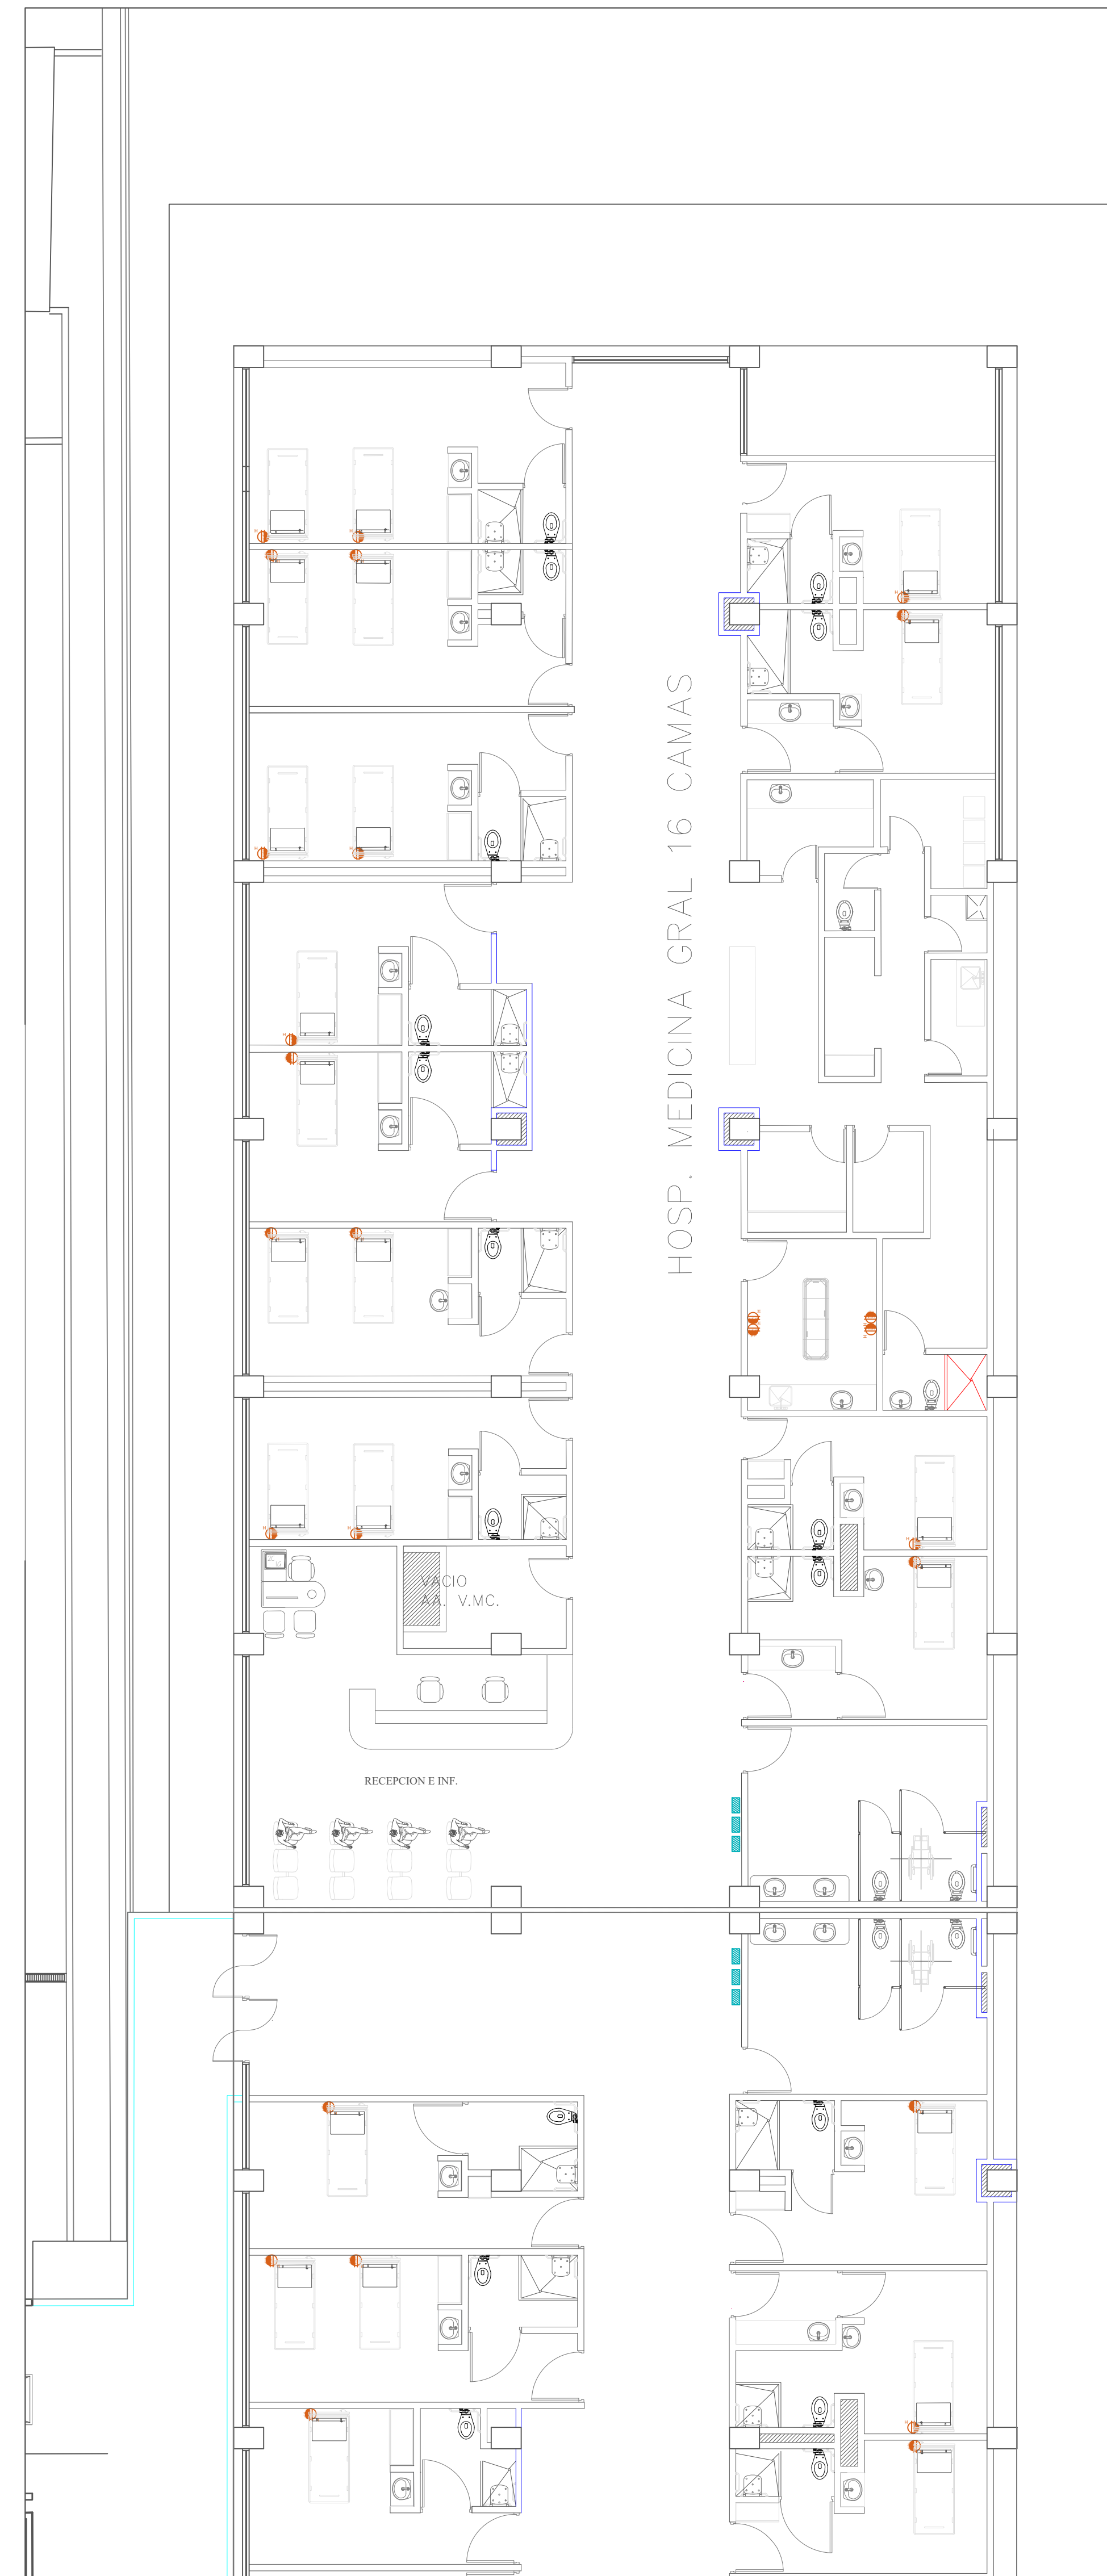 HOSP. MEDICINA GRAL 16 CAMAS
VACIO
AA. V.MC.
RECEPCION E INF.